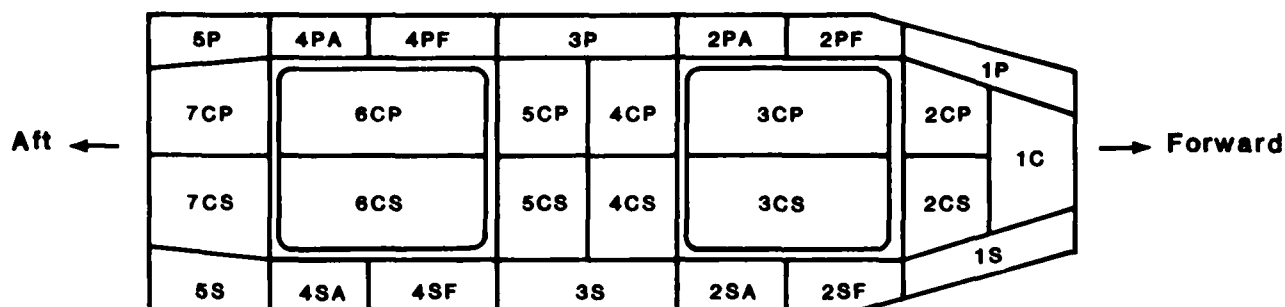 5P 4PA 4PF 3P 2PA 2PF
1P
7CP 6CP 5CP 4CP 3CP 2CP
Aft Forward
1C
7CS 6CS 5CS 4CS 3CS 2CS
1S
5S 4SA 4SF 3S 2SA 2SF